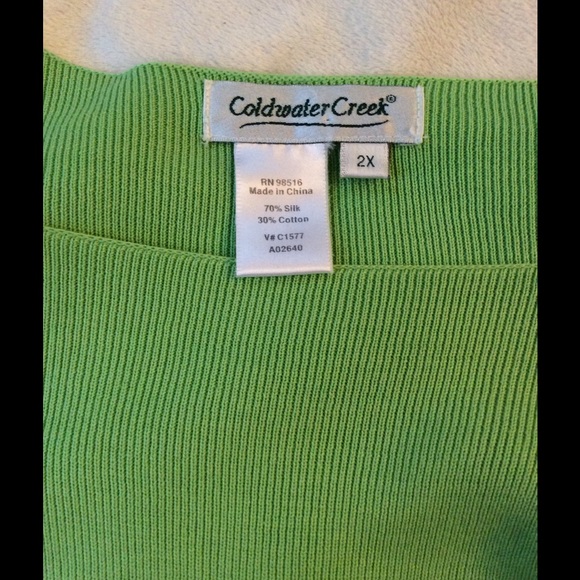 Coldwater Creek®
2X
RN 98516
Made in China
70% Silk
30% Cotton
V# C1577
A02640